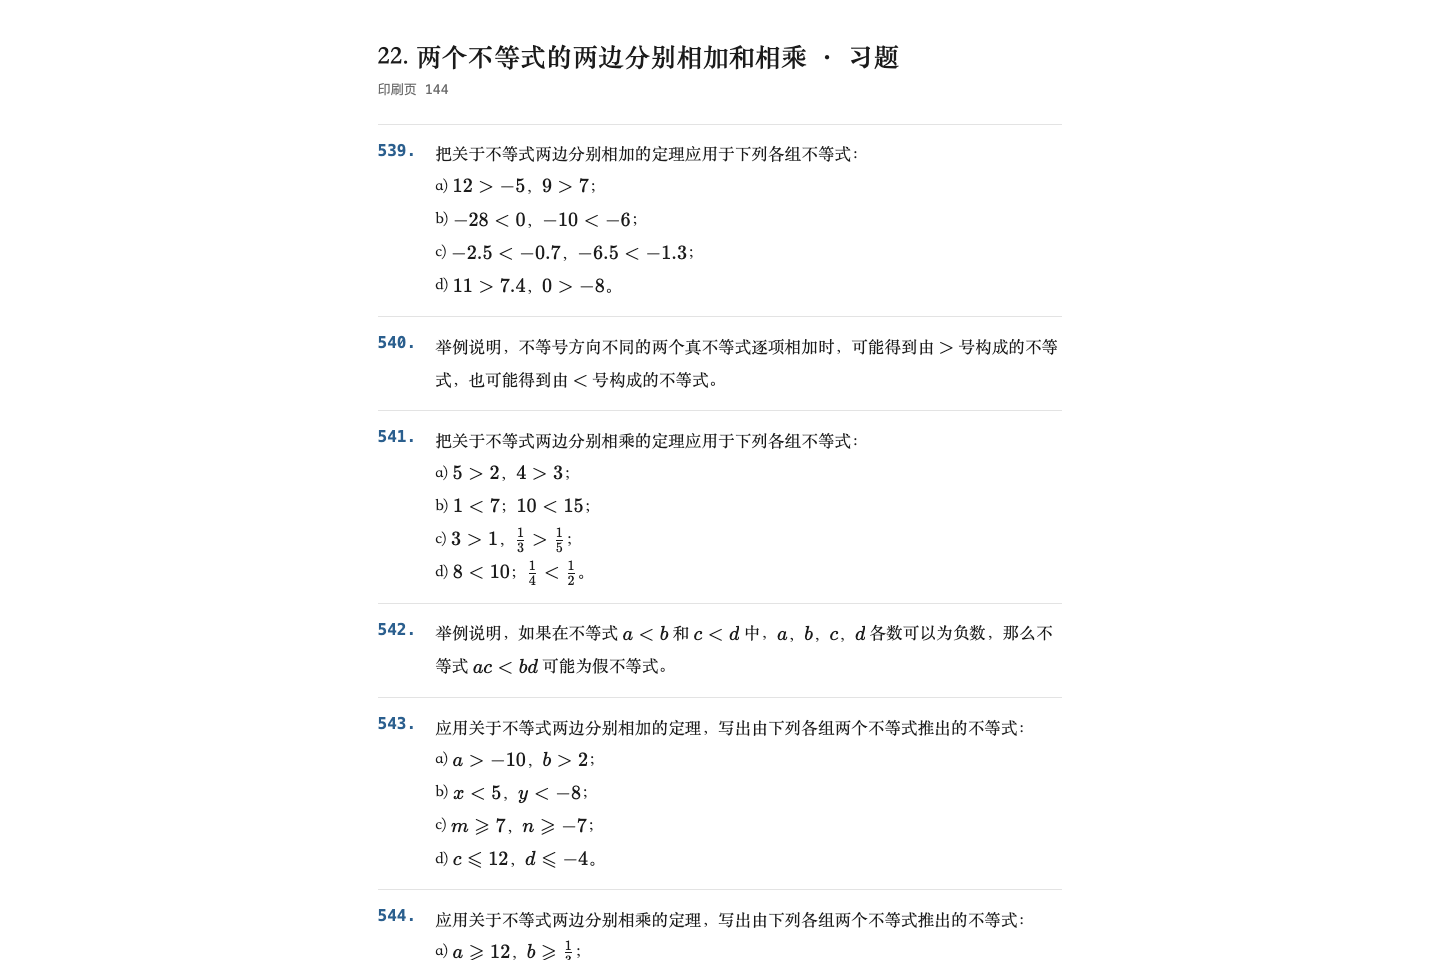 22. 两个不等式的两边分别相加和相乘 · 习题
印刷页 144
539. 把关于不等式两边分别相加的定理应用于下列各组不等式：
a) 12 > −5，9 > 7；
b) −28 < 0，−10 < −6；
c) −2.5 < −0.7，−6.5 < −1.3；
d) 11 > 7.4，0 > −8。
540. 举例说明，不等号方向不同的两个真不等式逐项相加时，可能得到由 > 号构成的不等
式，也可能得到由 < 号构成的不等式。
541. 把关于不等式两边分别相乘的定理应用于下列各组不等式：
a) 5 > 2，4 > 3；
b) 1 < 7；10 < 15；
c) 3 > 1，1/3 > 1/5；
d) 8 < 10；1/4 < 1/2。
542. 举例说明，如果在不等式 a < b 和 c < d 中，a，b，c，d 各数可以为负数，那么不
等式 ac < bd 可能为假不等式。
543. 应用关于不等式两边分别相加的定理，写出由下列各组两个不等式推出的不等式：
a) a > −10，b > 2；
b) x < 5，y < −8；
c) m ⩾ 7，n ⩾ −7；
d) c ⩽ 12，d ⩽ −4。
544. 应用关于不等式两边分别相乘的定理，写出由下列各组两个不等式推出的不等式：
a) a ⩾ 12，b ⩾